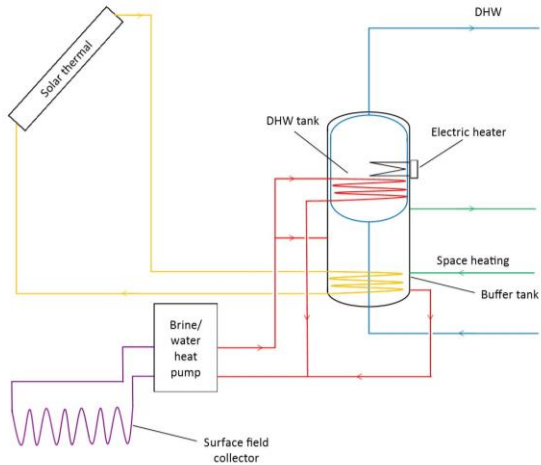 DHW
Solar thermal
DHW tank
Electric heater
Space heating
Buffer tank
Brine/
water
heat
pump
Surface field
collector